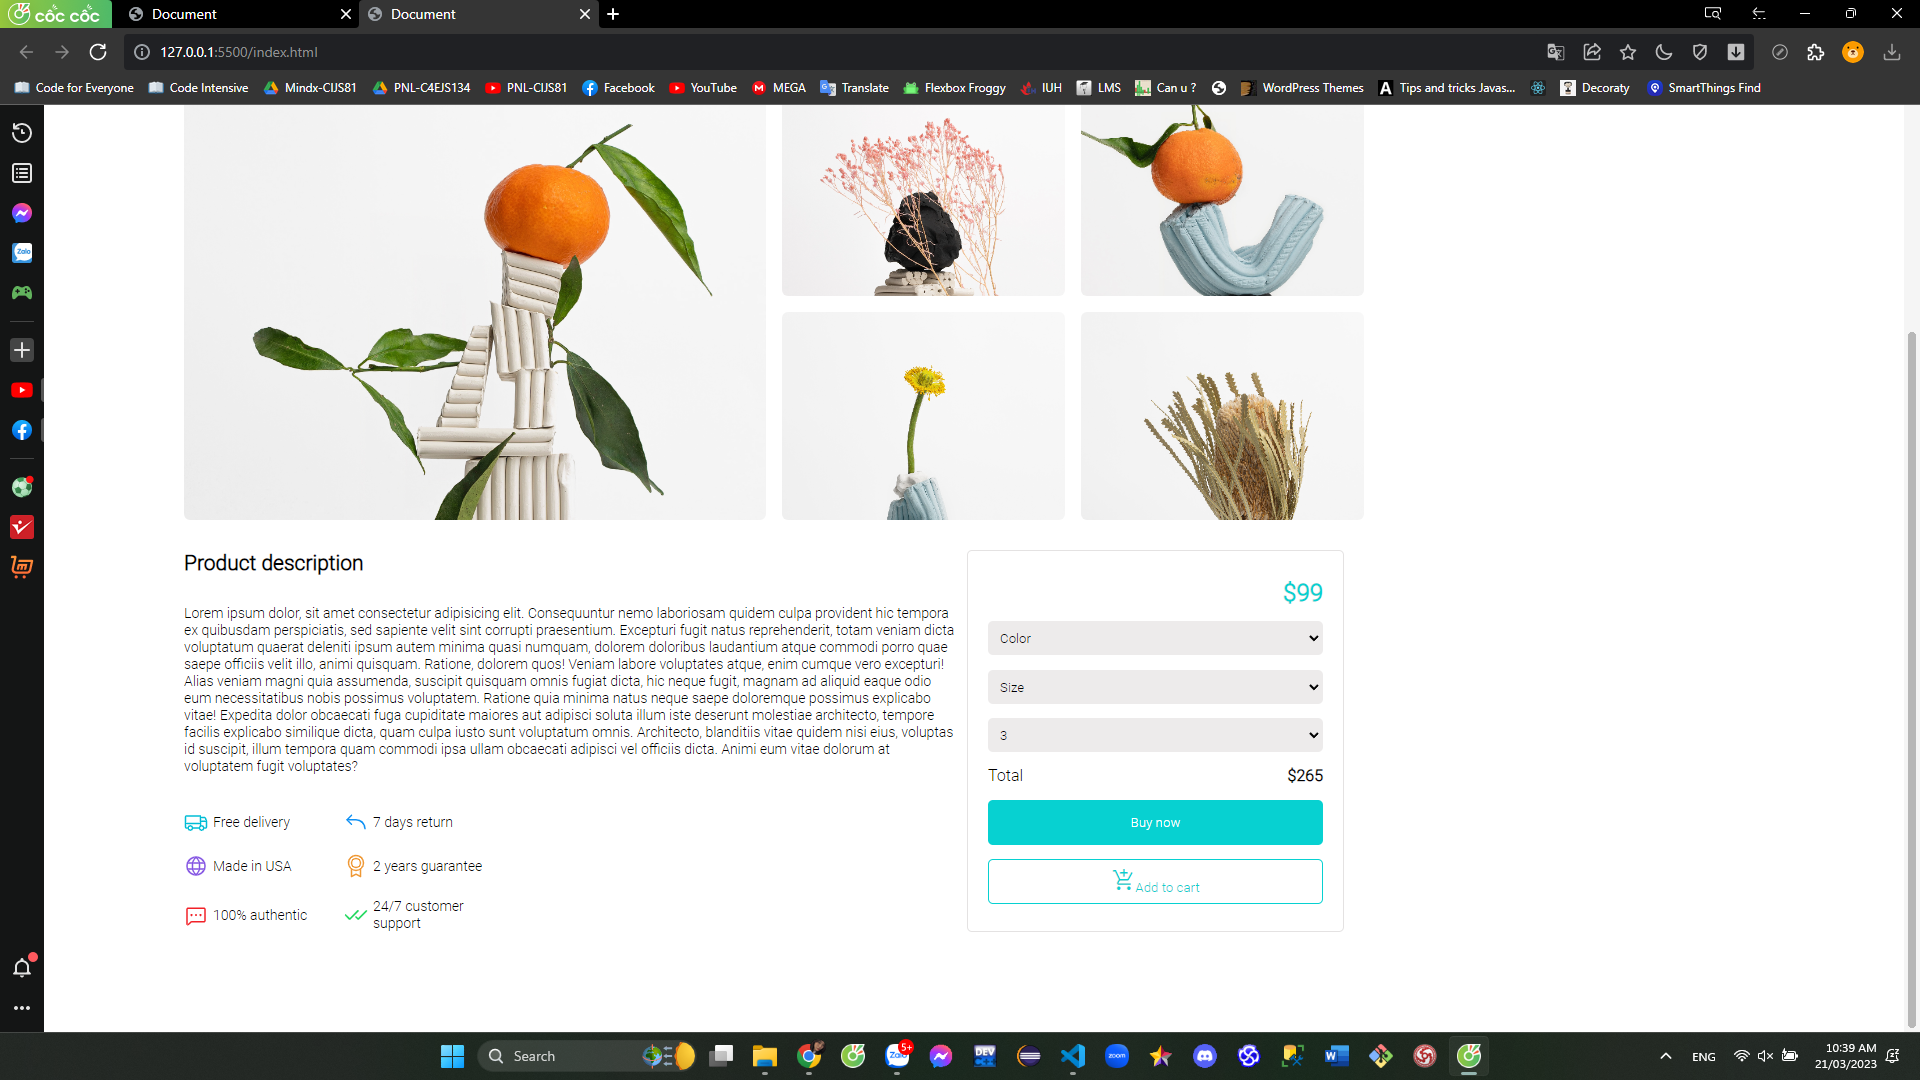 cốc cốc
Document
Document
127.0.0.1:5500/index.html
Code for Everyone
Code Intensive
Mindx-CIJS81
PNL-C4EJS134
PNL-CIJS81
Facebook
YouTube
MEGA
Translate
Flexbox Froggy
IUH
LMS
Can u ?
WordPress Themes
Tips and tricks Javas...
Decoraty
SmartThings Find
Zalo
Product description
Lorem ipsum dolor, sit amet consectetur adipisicing elit. Consequuntur nemo laboriosam quidem culpa provident hic tempora
ex quibusdam perspiciatis, sed sapiente velit sint corrupti praesentium. Excepturi fugit natus reprehenderit, totam veniam dicta
voluptatum quaerat deleniti ipsum autem minima quasi numquam, dolorem doloribus laudantium atque commodi porro quae
saepe officiis velit illo, animi quisquam. Ratione, dolorem quos! Veniam labore voluptates atque, enim cumque vero excepturi!
Alias veniam magni quia assumenda, suscipit quisquam omnis fugiat dicta, hic neque fugit, magnam ad aliquid eaque odio
eum necessitatibus nobis possimus voluptatem. Ratione quia minima natus neque saepe doloremque possimus explicabo
vitae! Expedita dolor obcaecati fuga cupiditate maiores aut adipisci soluta illum iste deserunt molestiae architecto, tempore
facilis explicabo similique dicta, quam culpa iusto sunt voluptatum omnis. Architecto, blanditiis vitae quidem nisi eius, voluptas
id suscipit, illum tempora quam commodi ipsa ullam obcaecati adipisci vel officiis dicta. Animi eum vitae dolorum at
voluptatem fugit voluptates?
Free delivery
7 days return
Made in USA
2 years guarantee
100% authentic
24/7 customer
support
$99
Color
Size
3
Total
$265
Buy now
Add to cart
Search
Zalo
5+
DEV
zoom
ENG
10:39 AM
21/03/2023